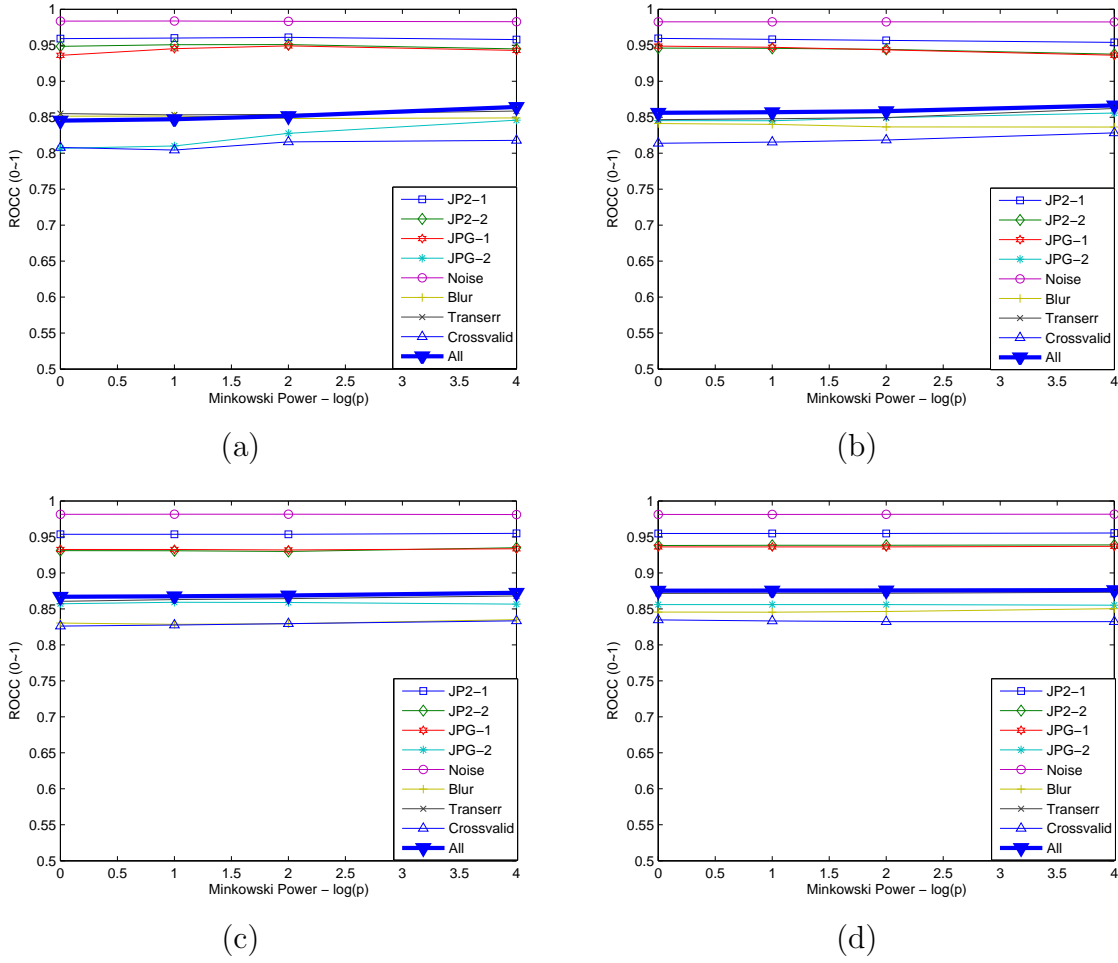 1
0.95
0.9
0.85
0.8
0.75
0.7
0.65
0.6
0.55
0.5
ROCC (0~1)
0 0.5 1 1.5 2 2.5 3 3.5 4
Minkowski Power − log(p)
JP2−1
JP2−2
JPG−1
JPG−2
Noise
Blur
Transerr
Crossvalid
All
(a)
1
0.95
0.9
0.85
0.8
0.75
0.7
0.65
0.6
0.55
0.5
ROCC (0~1)
0 0.5 1 1.5 2 2.5 3 3.5 4
Minkowski Power − log(p)
JP2−1
JP2−2
JPG−1
JPG−2
Noise
Blur
Transerr
Crossvalid
All
(b)
1
0.95
0.9
0.85
0.8
0.75
0.7
0.65
0.6
0.55
0.5
ROCC (0~1)
0 0.5 1 1.5 2 2.5 3 3.5 4
Minkowski Power − log(p)
JP2−1
JP2−2
JPG−1
JPG−2
Noise
Blur
Transerr
Crossvalid
All
(c)
1
0.95
0.9
0.85
0.8
0.75
0.7
0.65
0.6
0.55
0.5
ROCC (0~1)
0 0.5 1 1.5 2 2.5 3 3.5 4
Minkowski Power − log(p)
JP2−1
JP2−2
JPG−1
JPG−2
Noise
Blur
Transerr
Crossvalid
All
(d)